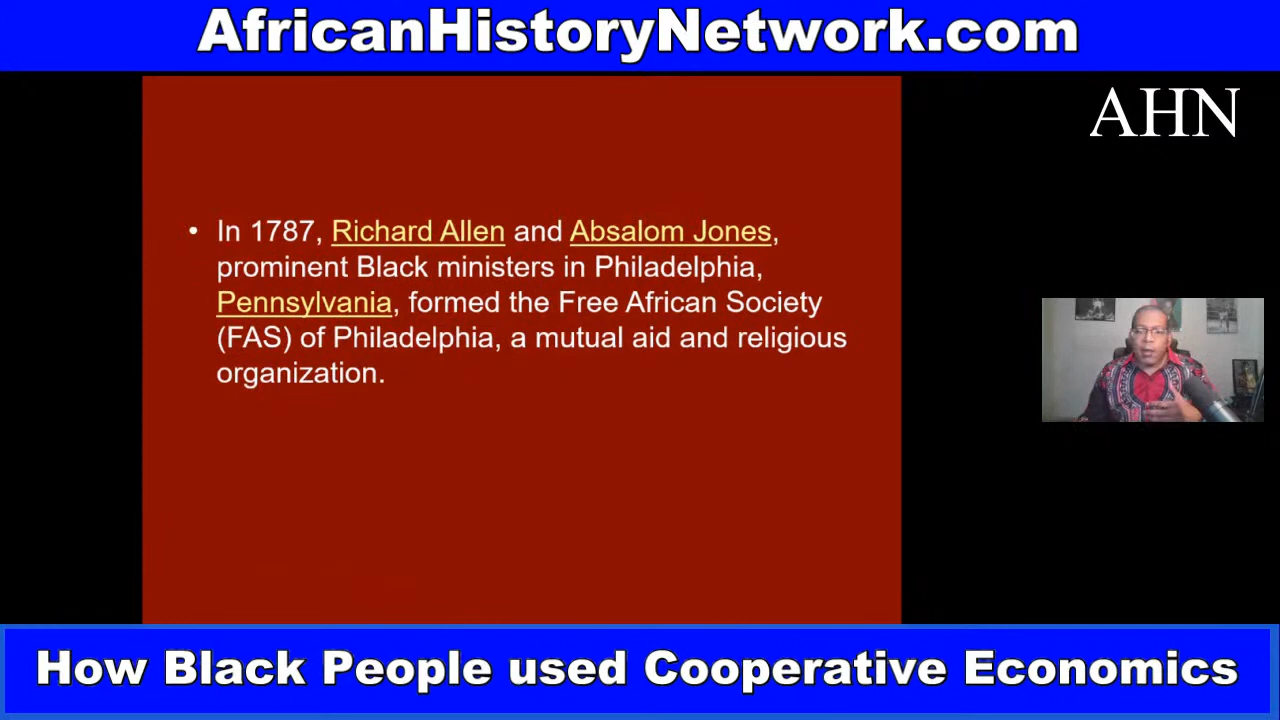 AfricanHistoryNetwork.com
AHN
• In 1787, Richard Allen and Absalom Jones,
prominent Black ministers in Philadelphia,
Pennsylvania, formed the Free African Society
(FAS) of Philadelphia, a mutual aid and religious
organization.
How Black People used Cooperative Economics